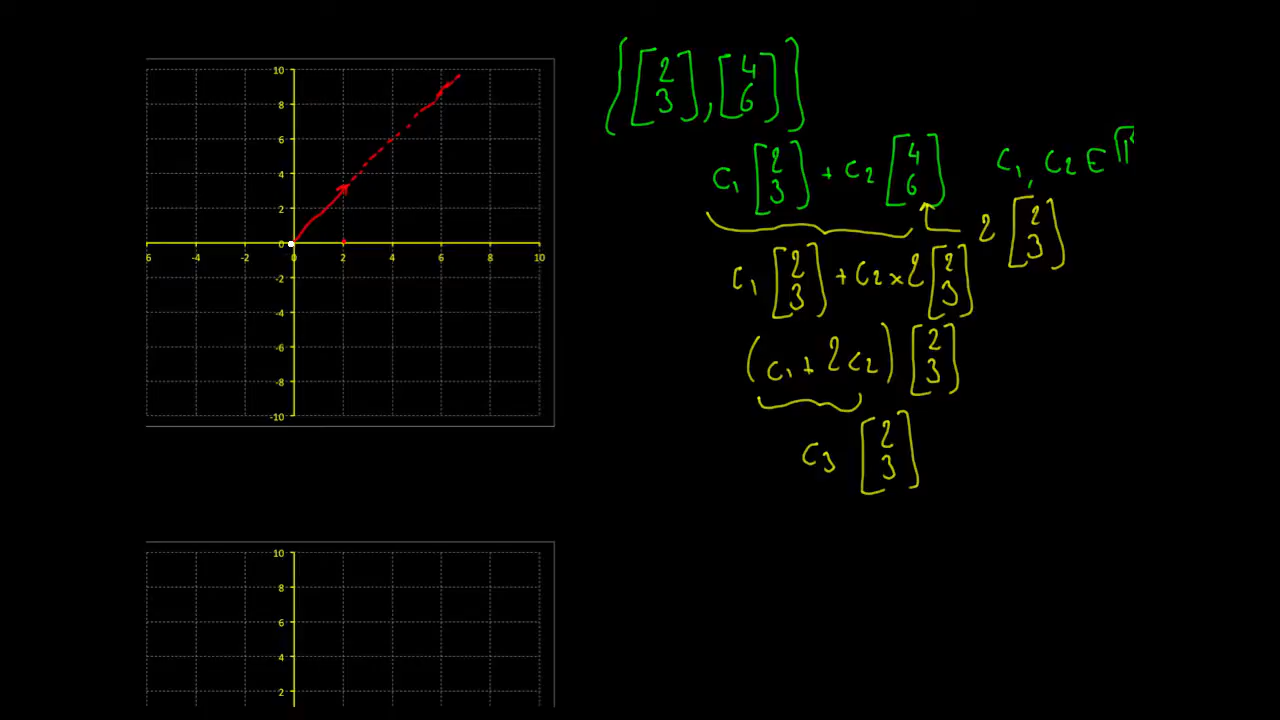 10
8
6
4
2
0
6 -4 -2 0 2 4 6 8 10
-2
-4
-6
-8
-10
{[2 3], [4 6]}
c1 [2 3] + c2 [4 6] c1, c2 ∈
2 [2 3]
c1 [2 3] + c2 × 2 [2 3]
(c1 + 2c2) [2 3]
c3 [2 3]
10
8
6
4
2